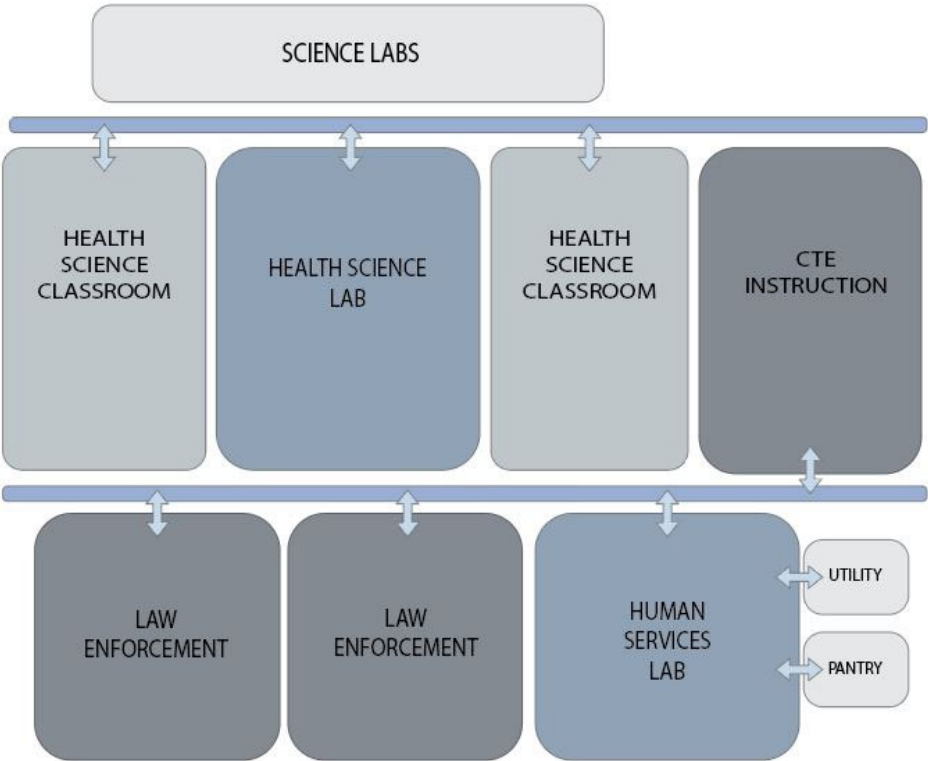 SCIENCE LABS
HEALTH
SCIENCE
CLASSROOM
HEALTH SCIENCE
LAB
HEALTH
SCIENCE
CLASSROOM
CTE
INSTRUCTION
LAW
ENFORCEMENT
LAW
ENFORCEMENT
HUMAN
SERVICES
LAB
UTILITY
PANTRY